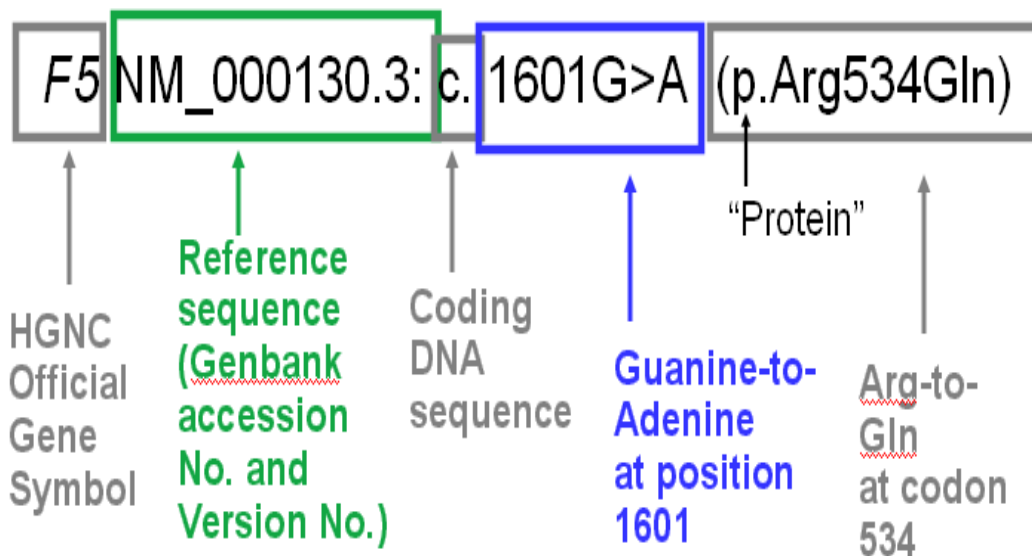 F5 NM_000130.3: c. 1601G>A (p.Arg534Gln)
“Protein”
HGNC
Official
Gene
Symbol
Reference
sequence
(Genbank
accession
No. and
Version No.)
Coding
DNA
sequence
Guanine-to-
Adenine
at position
1601
Arg-to-
Gln
at codon
534